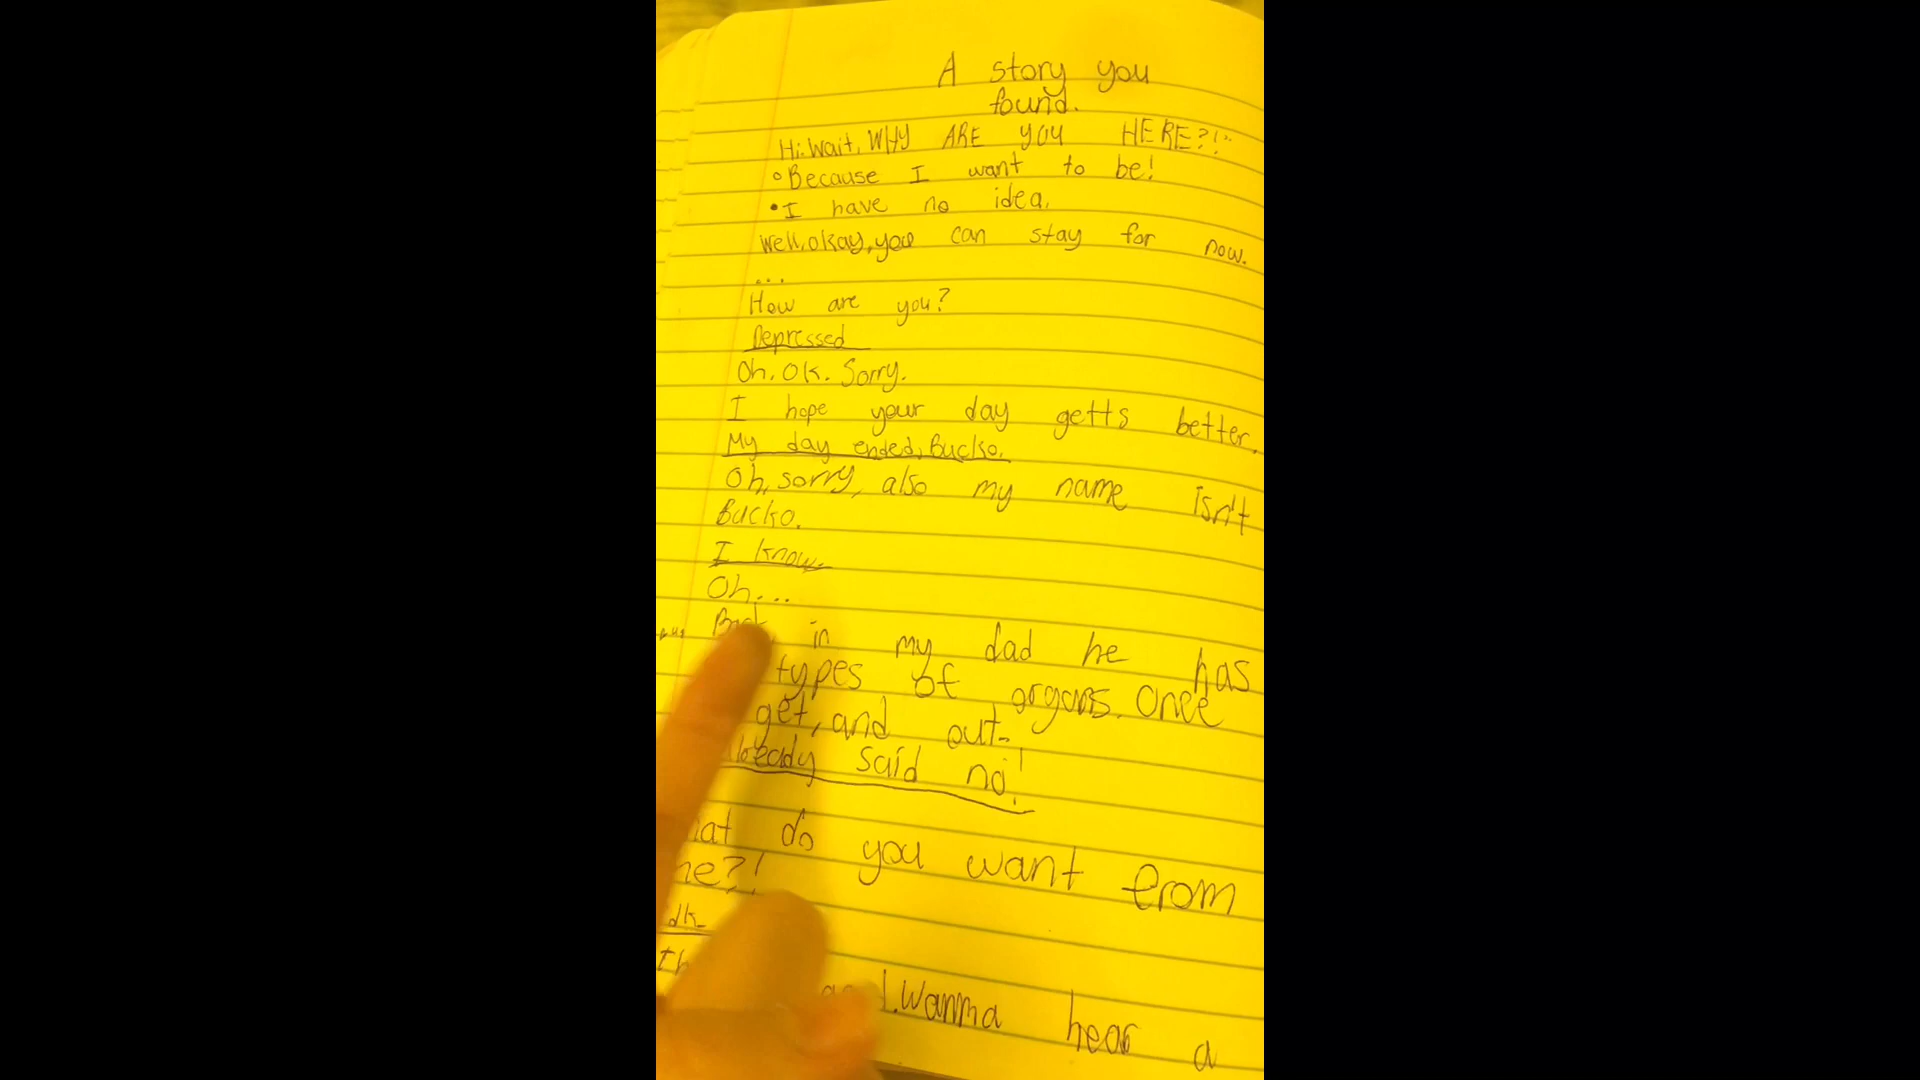 A story you
found.
Hi. Wait, WHY ARE YOU HERE?!
Because I want to be!
I have no idea.
Well, okay, you can stay for now.
...
How are you?
Depressed
Oh. OK. Sorry.
I hope your day getts better.
My day ended, Bucko.
Oh, sorry, also my name isn't
Bucko.
I know.
Oh...
in my dad he has
types of organs. Once
get, and out-
Already said no!
do you want from
?!
wanna hear a